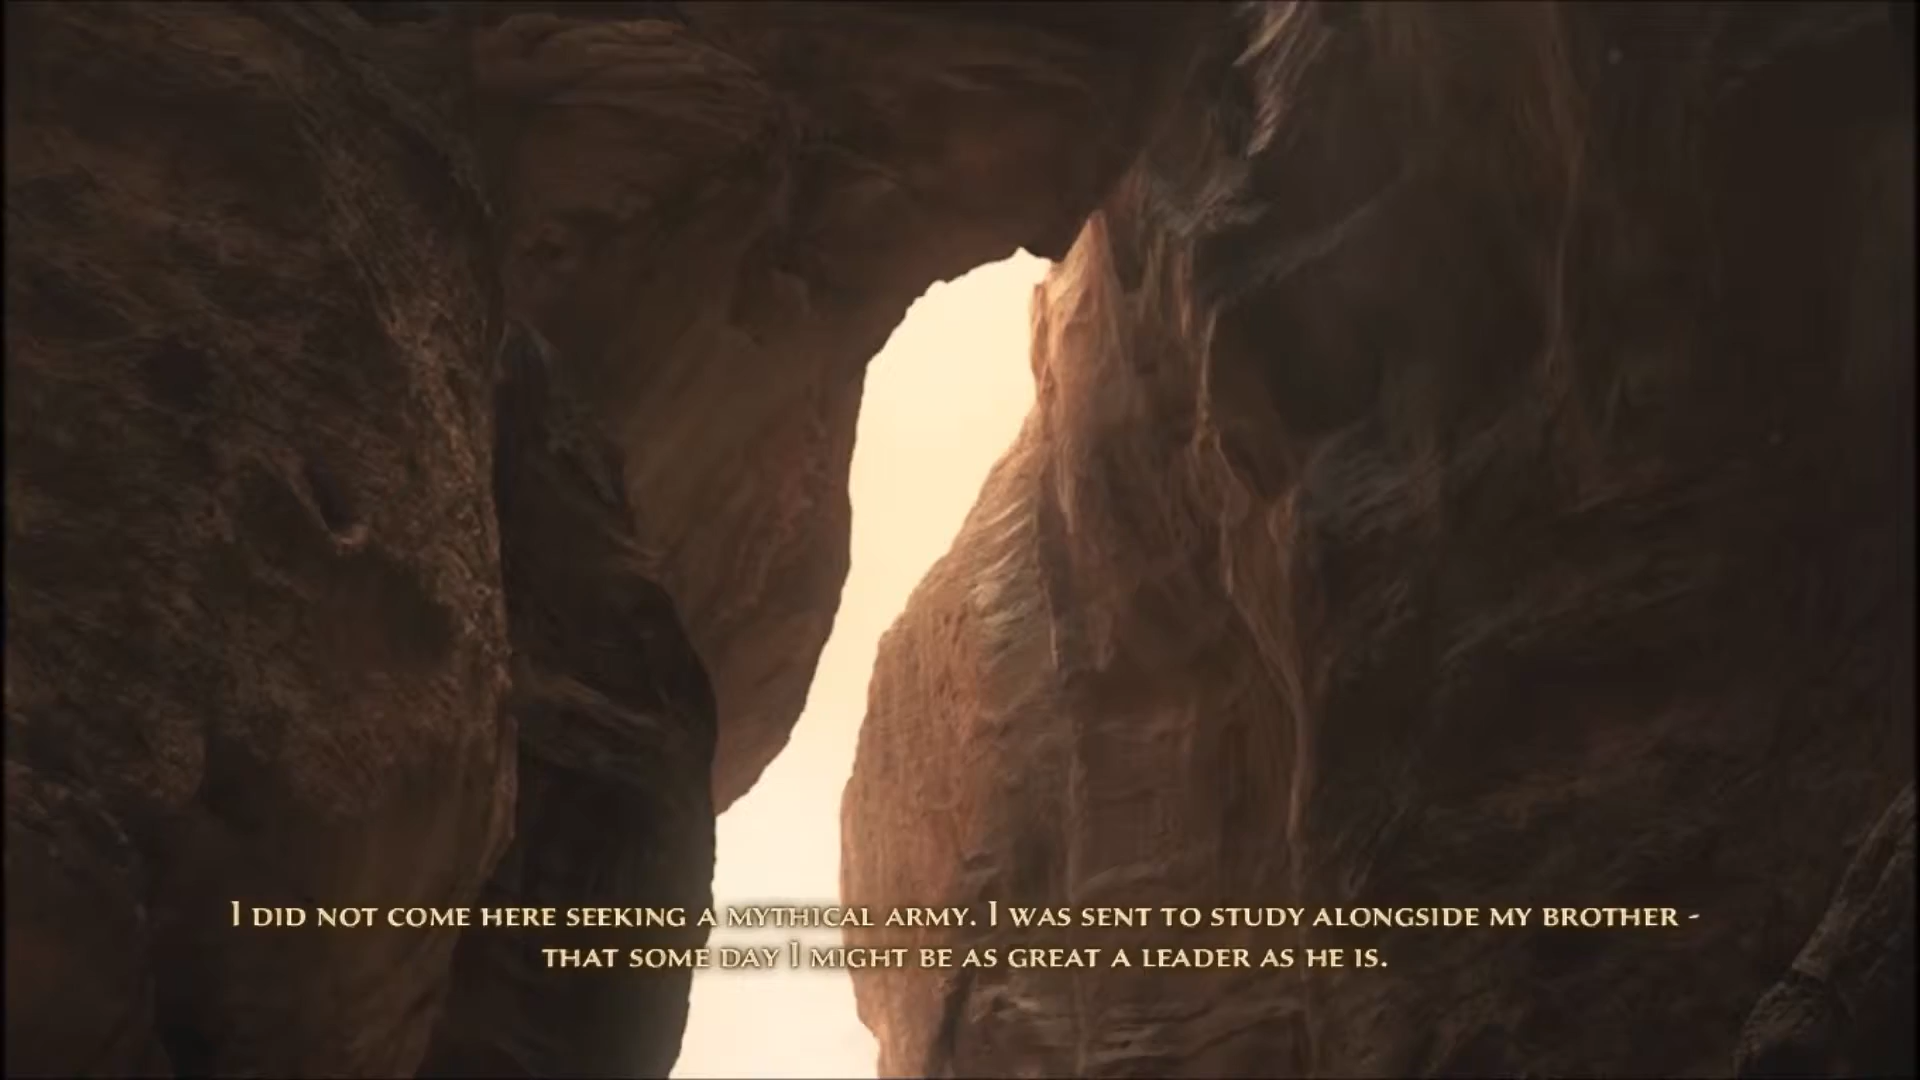 I DID NOT COME HERE SEEKING A MYTHICAL ARMY. I WAS SENT TO STUDY ALONGSIDE MY BROTHER -
THAT SOME DAY I MIGHT BE AS GREAT A LEADER AS HE IS.